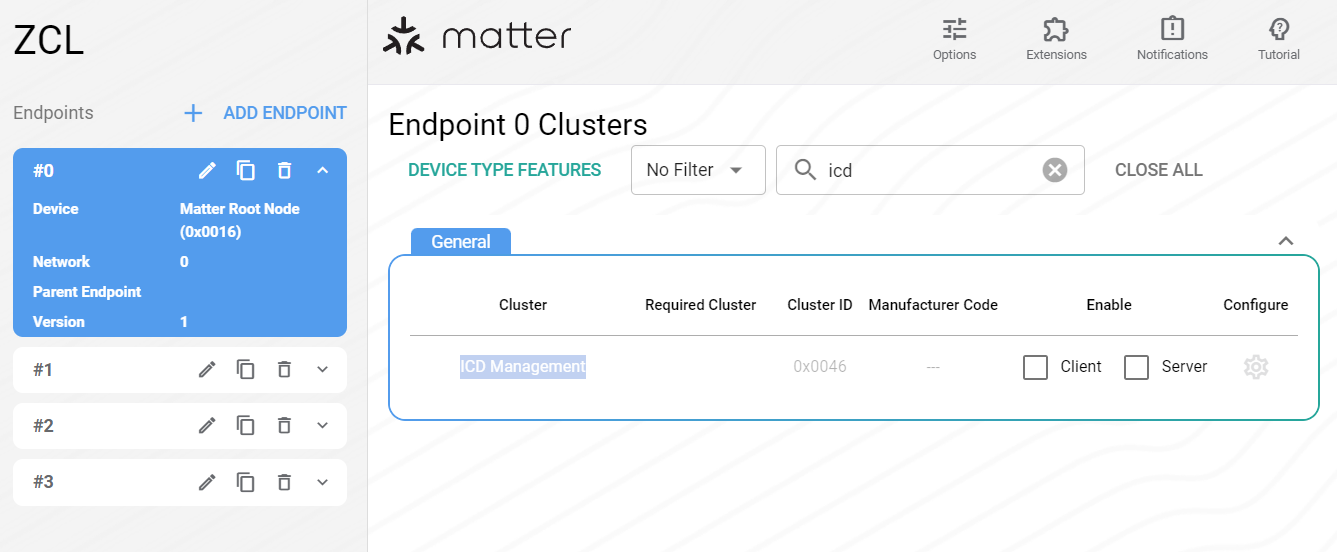 ZCL
Endpoints
ADD ENDPOINT
#0
Device Matter Root Node
(0x0016)
Network 0
Parent Endpoint
Version 1
#1
#2
#3
matter
Options Extensions Notifications Tutorial
Endpoint 0 Clusters
DEVICE TYPE FEATURES No Filter icd CLOSE ALL
General
Cluster Required Cluster Cluster ID Manufacturer Code Enable Configure
ICD Management 0x0046 --- Client Server